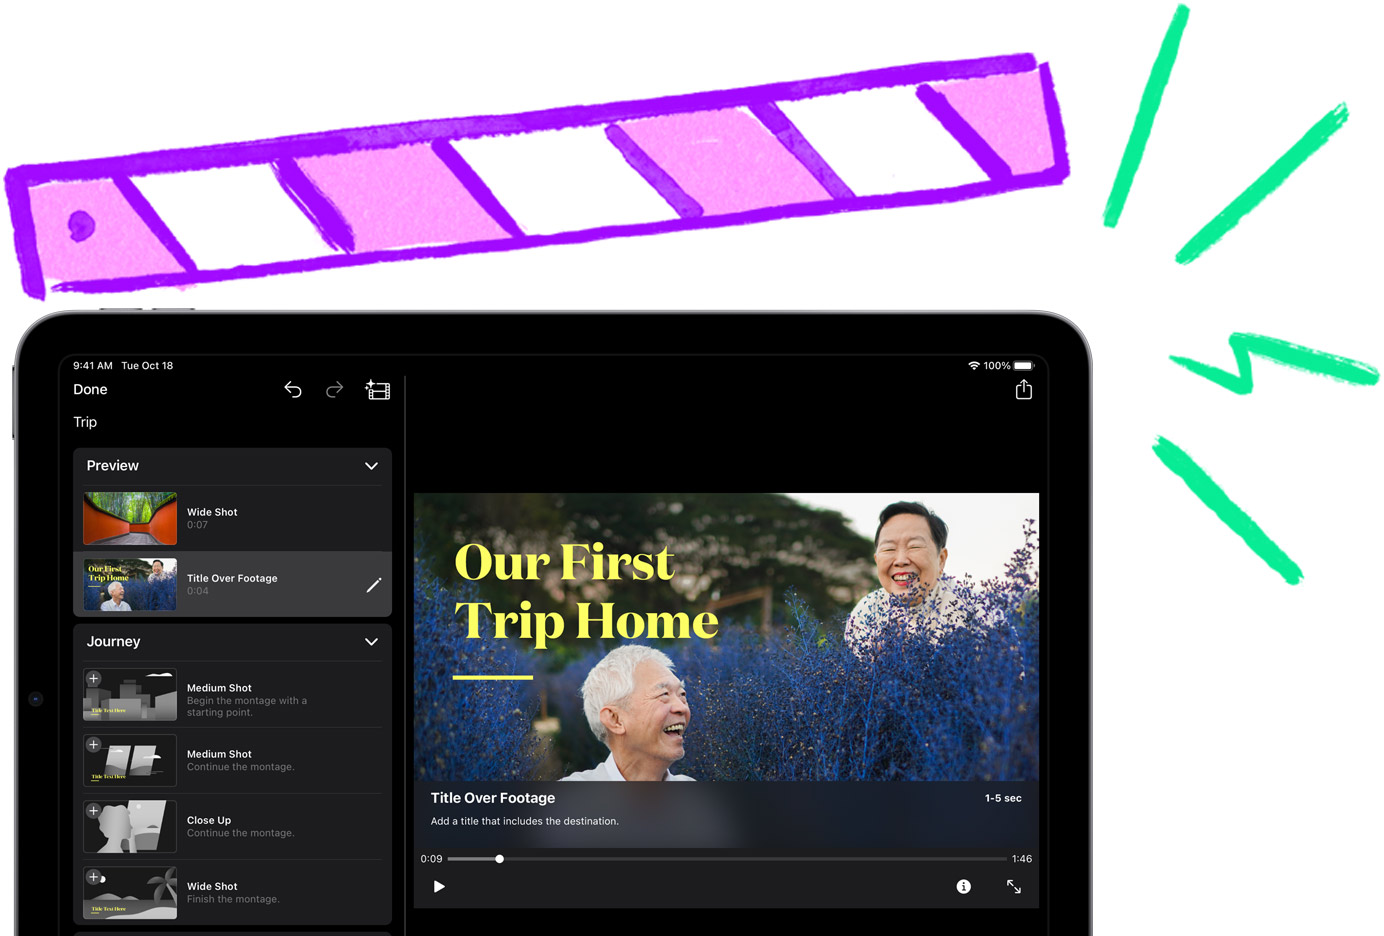 9:41 AM Tue Oct 18
100%
Done
Trip
Preview
Wide Shot
0:07
Our First
Trip Home
Title Over Footage
0:04
Journey
Title Text Here
Medium Shot
Begin the montage with a
starting point.
Title Text Here
Medium Shot
Continue the montage.
Close Up
Continue the montage.
Title Text Here
Wide Shot
Finish the montage.
Our First
Trip Home
Title Over Footage
1-5 sec
Add a title that includes the destination.
0:09
1:46